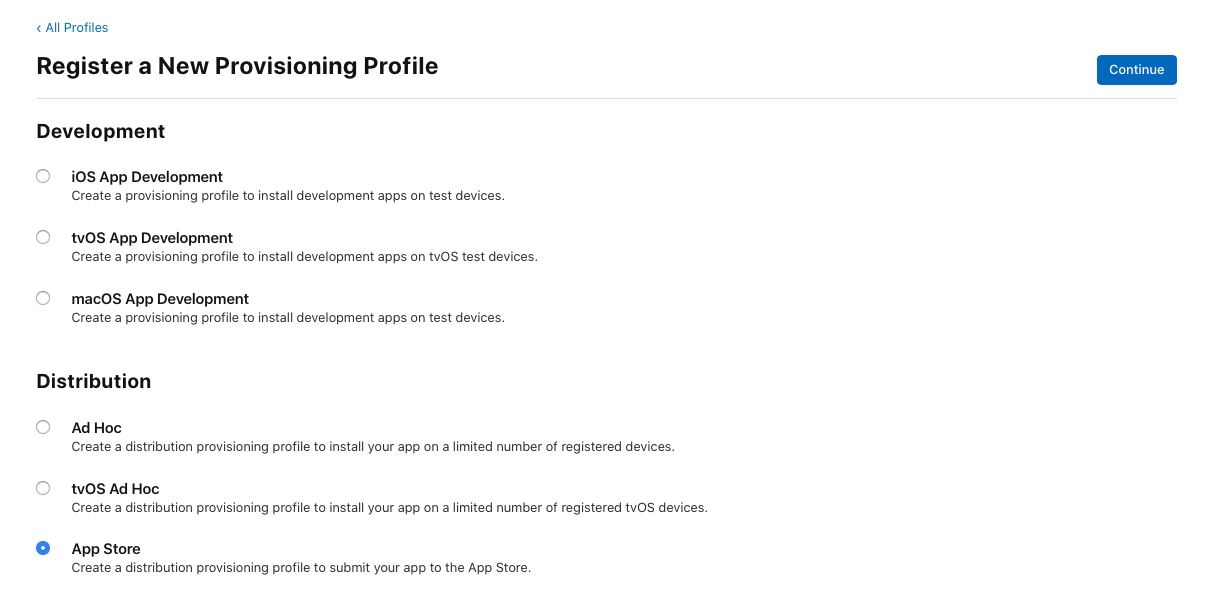 ‹ All Profiles
Register a New Provisioning Profile
Continue
Development
iOS App Development
Create a provisioning profile to install development apps on test devices.
tvOS App Development
Create a provisioning profile to install development apps on tvOS test devices.
macOS App Development
Create a provisioning profile to install development apps on test devices.
Distribution
Ad Hoc
Create a distribution provisioning profile to install your app on a limited number of registered devices.
tvOS Ad Hoc
Create a distribution provisioning profile to install your app on a limited number of registered tvOS devices.
App Store
Create a distribution provisioning profile to submit your app to the App Store.